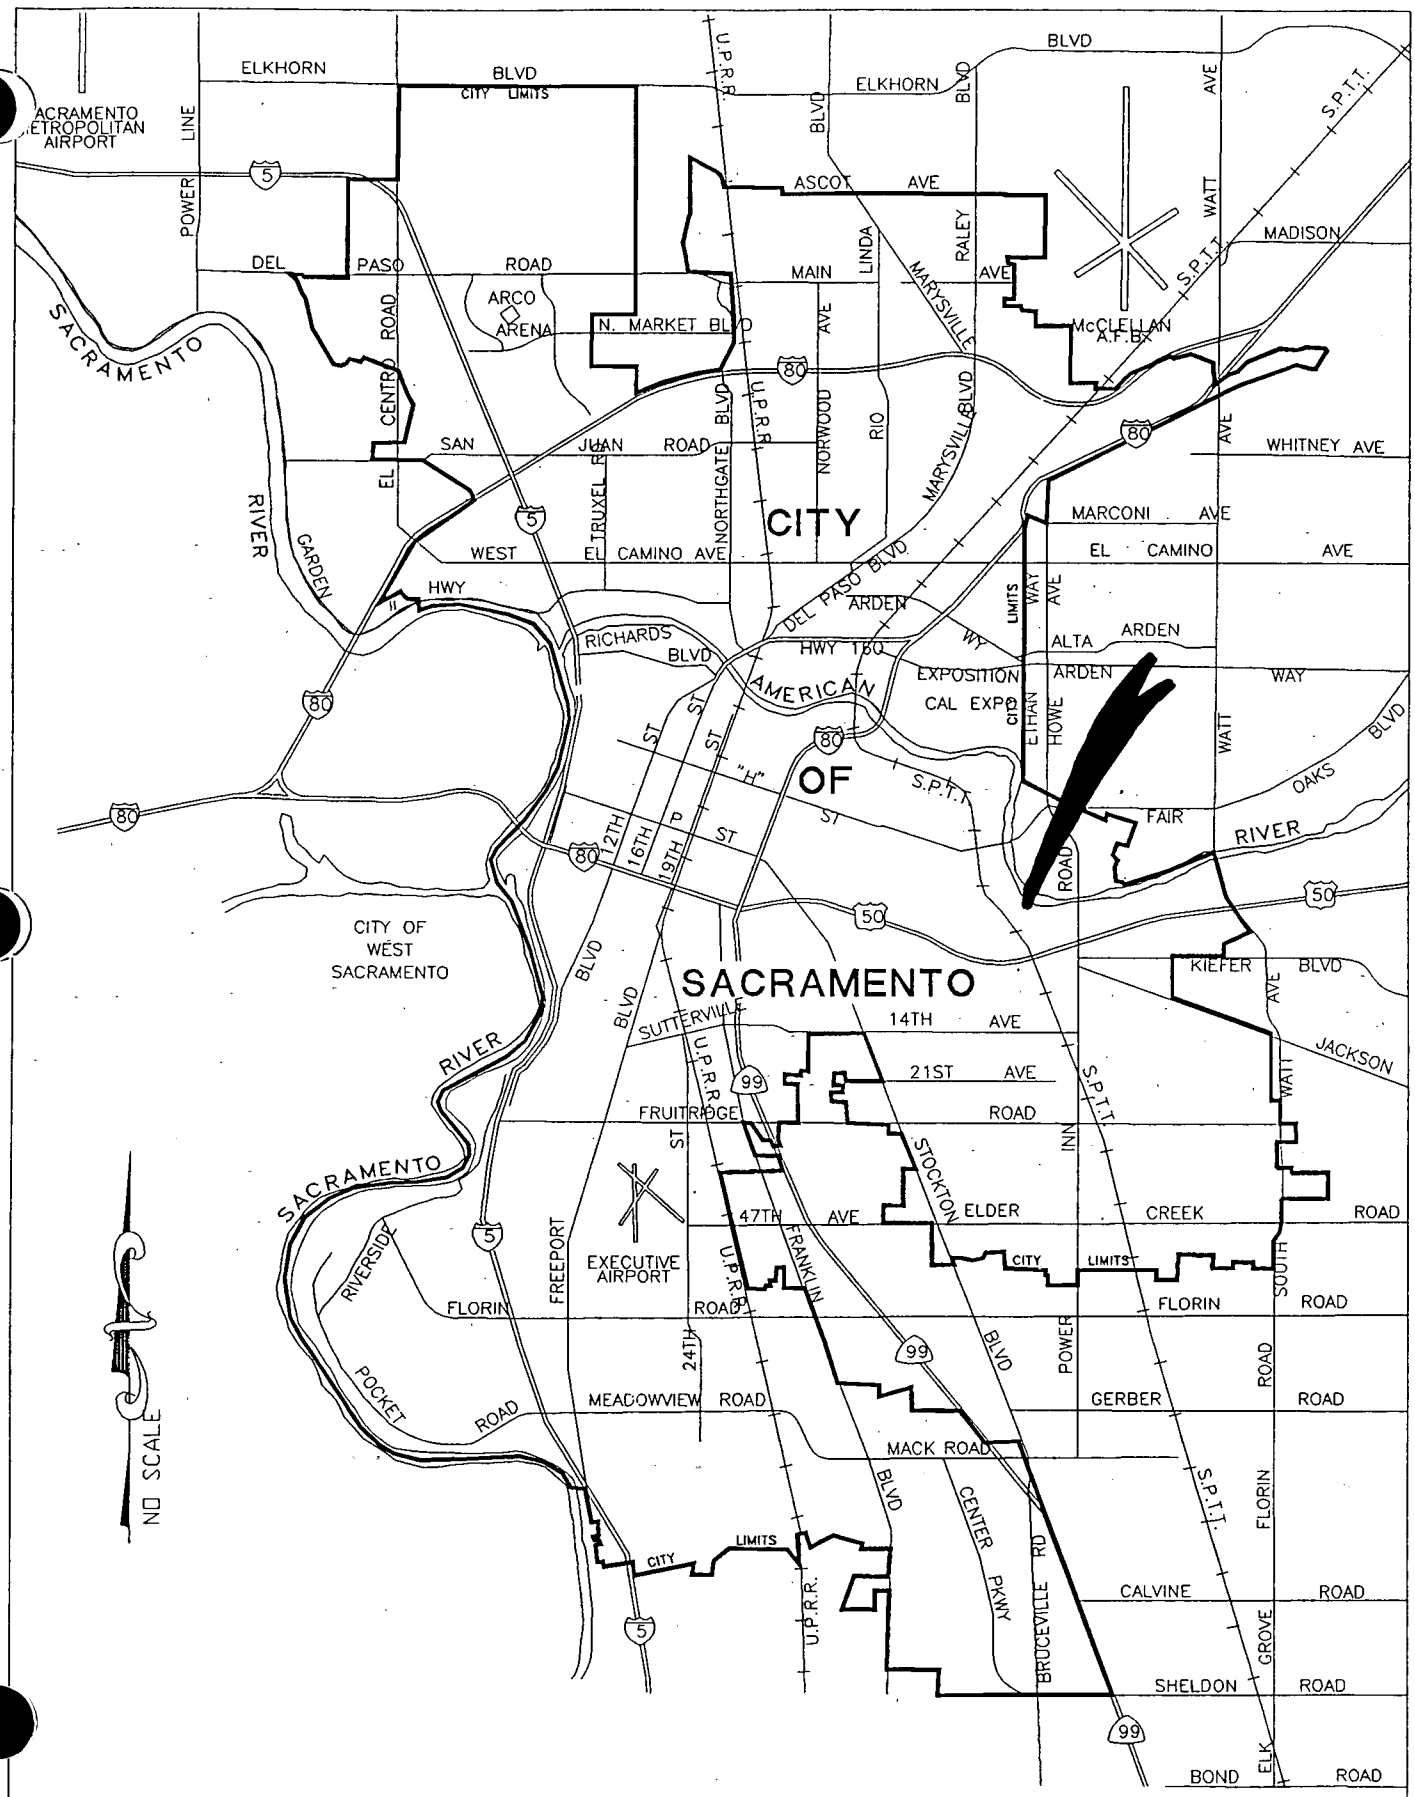 ELKHORN BLVD
CITY LIMITS
U.P.R.R.
BLVD
ELKHORN
BLVD
BLVD
AVE
S.P.T.T.
ACRAMENTO
ETROPOLITAN
AIRPORT
POWER LINE
5
ASCOT AVE
WATT
LINDA
RALEY
MADISON
S.P.T.T.
DEL PASO ROAD
MAIN AVE
MARYSVILLE
SACRAMENTO
ARCO
ARENA
N. MARKET BLVD
AVE
McCLELLAN
A.F.B.
EL CENTRO ROAD
80
U.P.R.R.
BLVD
NORWOOD
RIO
MARYSVILLE BLVD
80
AVE
SAN JUAN ROAD
WHITNEY AVE
RIVER
GARDEN
5
TRUXEL RD
NORTHGATE
CITY
MARCONI AVE
WEST EL CAMINO AVE
EL CAMINO AVE
HWY
DEL PASO BLVD
ARDEN
WY
LIMITS
WAY
AVE
RICHARDS
BLVD
HWY 160
ALTA ARDEN
EXPOSITION
ARDEN WAY
80
AMERICAN
CAL EXPO
CITY
ETHAN
HOWE
WATT
BLVD
ST
ST
80
"H"
ST
OF
S.P.T.T.
OAKS
80
FAIR
RIVER
12TH
16TH
19TH
P
ST
80
ROAD
50
50
CITY OF
WEST
SACRAMENTO
BLVD
BLVD
SACRAMENTO
KIEFER BLVD
AVE
SUTTERVILLE
14TH AVE
RIVER
U.P.R.R.
99
21ST AVE
S.P.T.T.
JACKSON
WATT
FRUITRIDGE
ROAD
ST
INN
STOCKTON
SACRAMENTO
47TH AVE
ELDER CREEK ROAD
5
RIVERSIDE
FREEPORT
EXECUTIVE
AIRPORT
U.P.R.R.
FRANKLIN
CITY LIMITS
SOUTH
FLORIN ROAD
FLORIN ROAD
24TH
99
BLVD
POWER
ROAD
POCKET
ROAD
MEADOWVIEW ROAD
GERBER ROAD
NO SCALE
MACK ROAD
BLVD
CENTER
PKWY
S.P.T.T.
FLORIN
CITY LIMITS
U.P.R.R.
BRUCEVILLE RD
CALVINE ROAD
5
GROVE
SHELDON ROAD
99
ELK
BOND ROAD